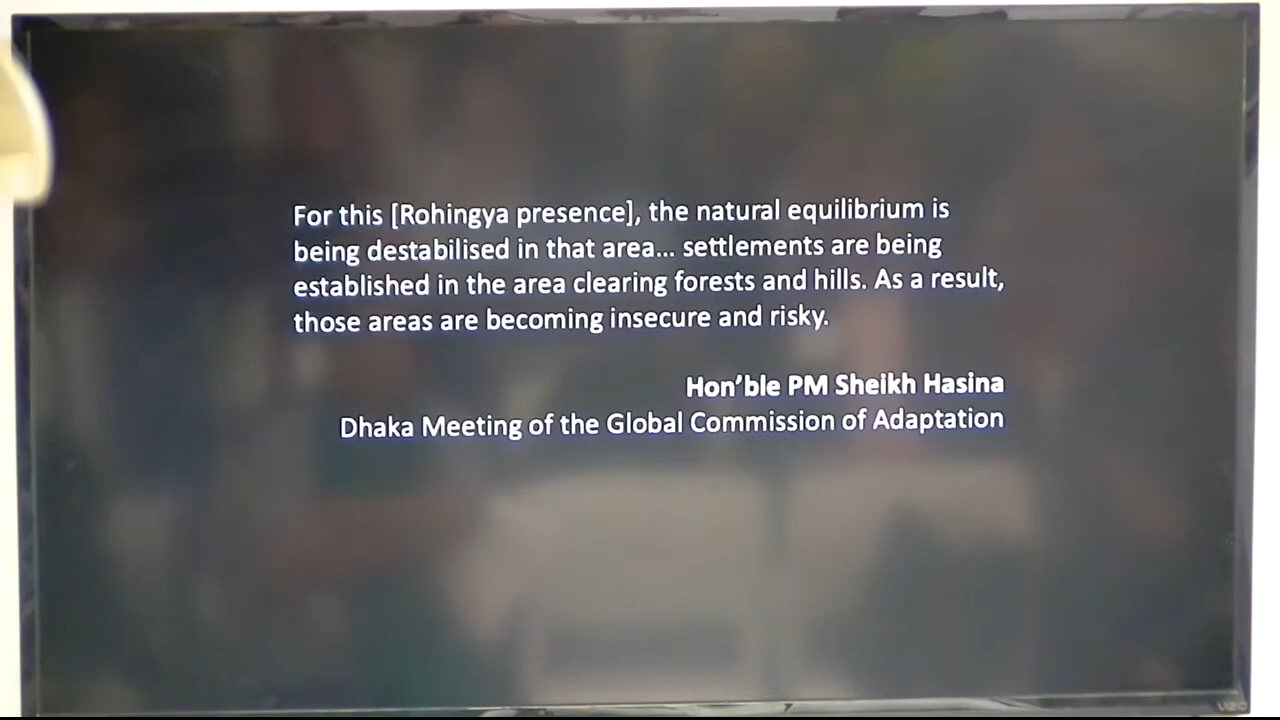 For this [Rohingya presence], the natural equilibrium is
being destabilised in that area... settlements are being
established in the area clearing forests and hills. As a result,
those areas are becoming insecure and risky.
Hon'ble PM Sheikh Hasina
Dhaka Meeting of the Global Commission of Adaptation
VIZIO